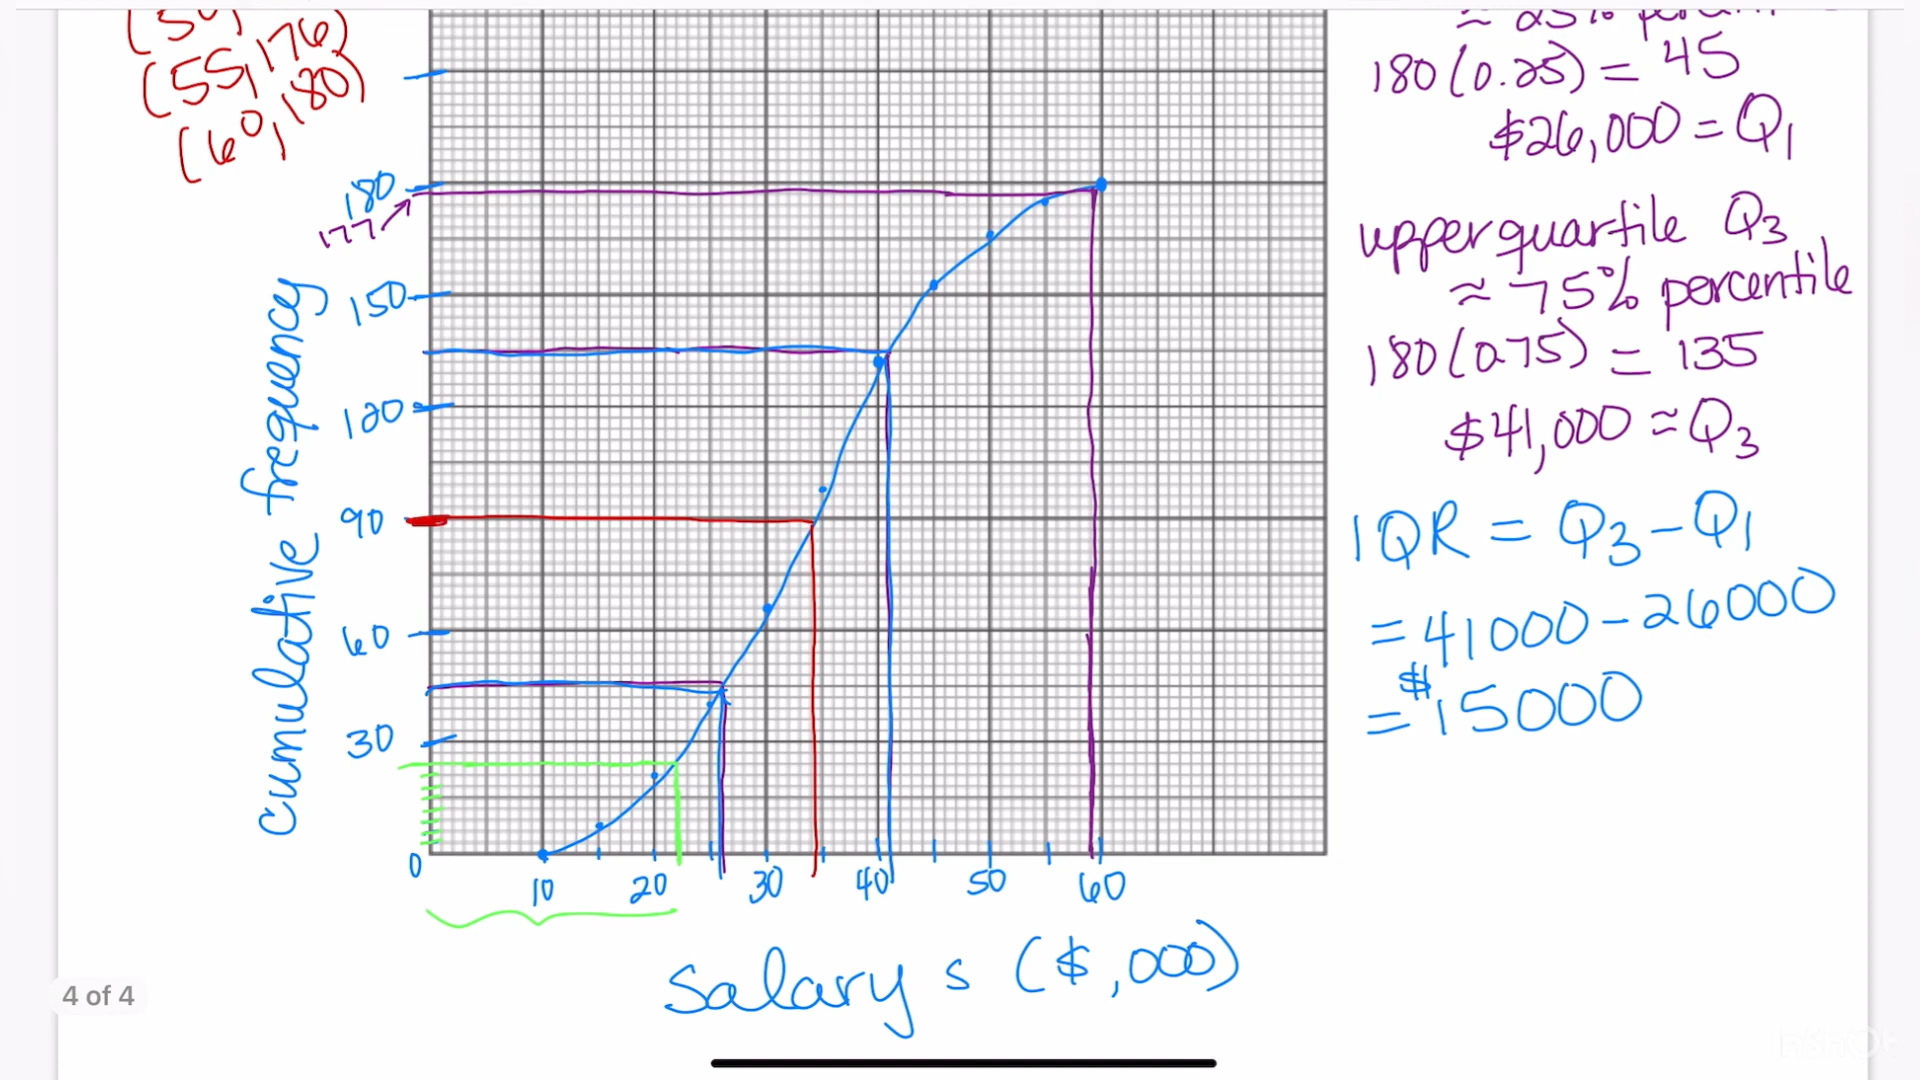 (55,176)
(60,180)
180
177
150
120
90
60
30
0
cumulative frequency
10 20 30 40 50 60
Salary s ($,000)
180(0.25) = 45
$26,000 = Q1
upper quartile Q3
≈ 75% percentile
180(0.75) = 135
$41,000 ≈ Q3
IQR = Q3 - Q1
= 41000 - 26000
= $15000
4 of 4